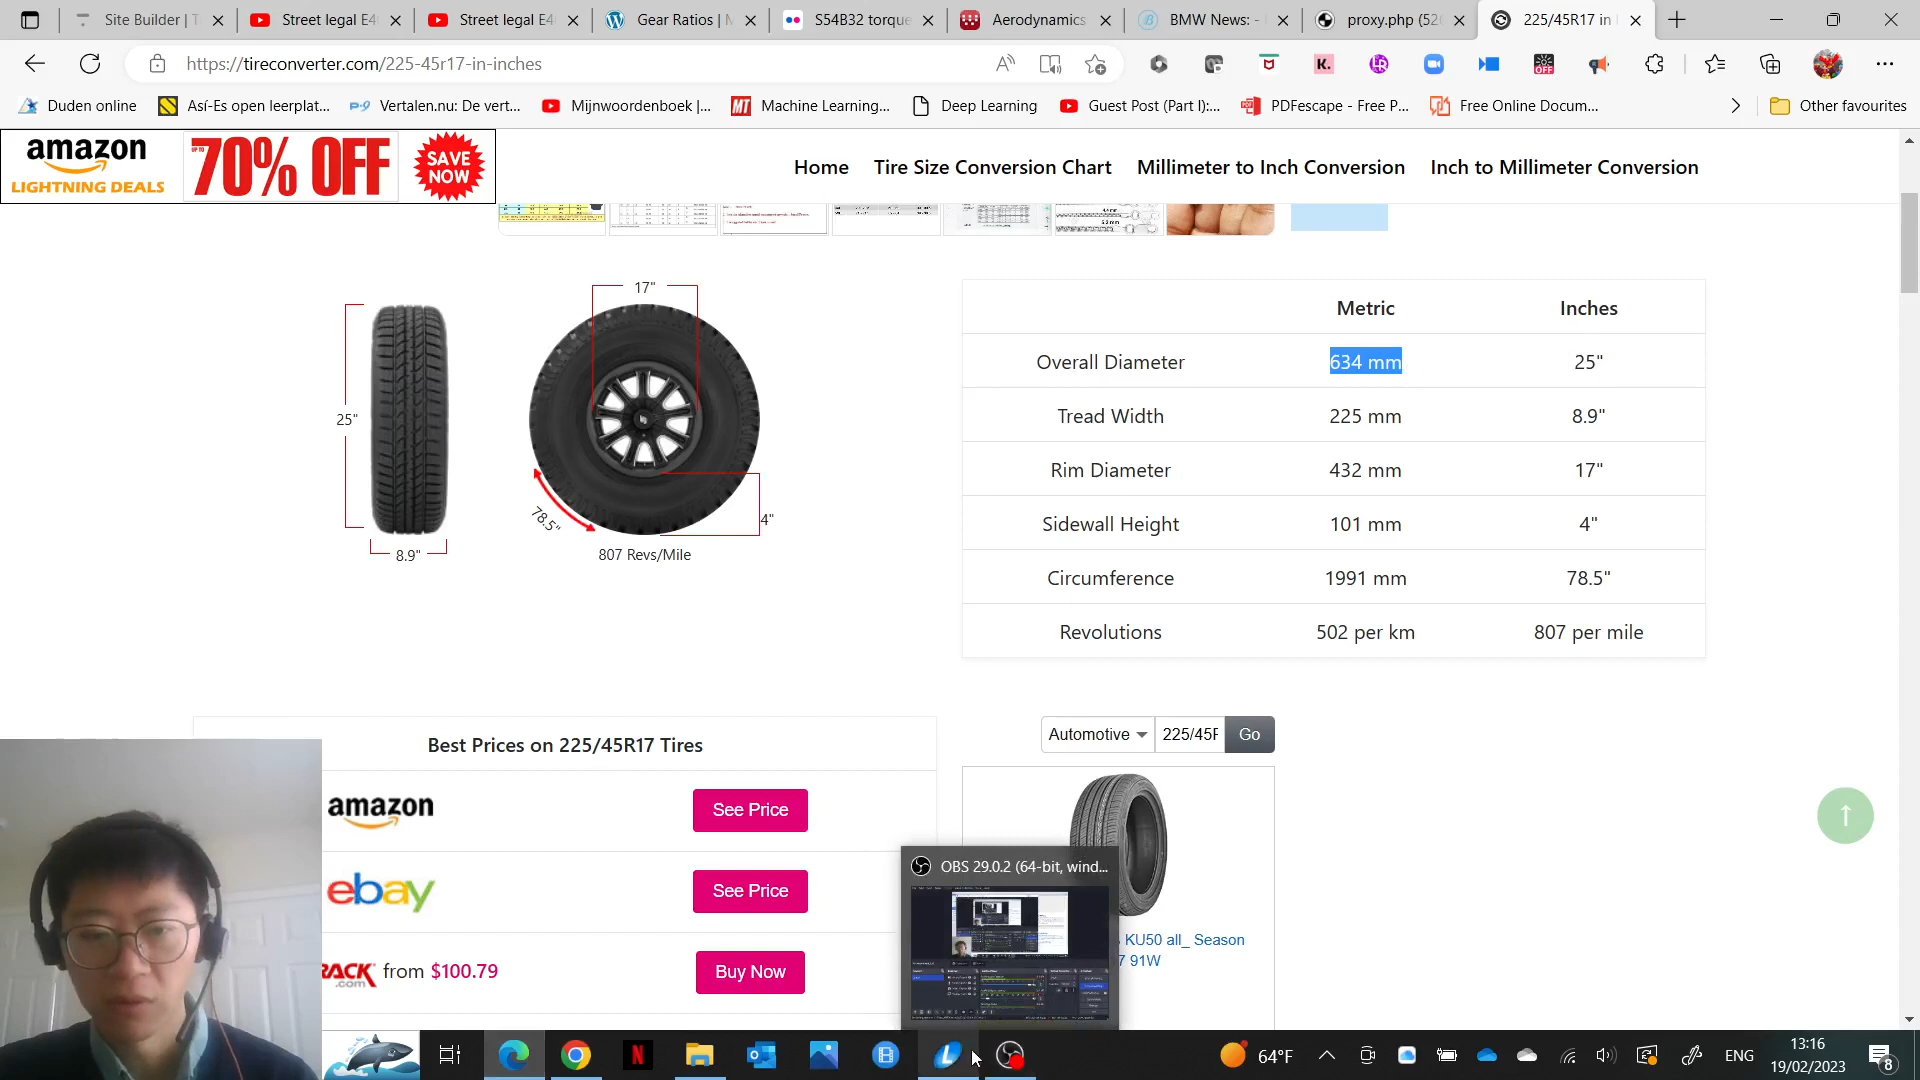 Site Builder | T
Street legal E4
Street legal E4
Gear Ratios |
S54B32 torque
Aerodynamics
BMW News: -
proxy.php (52
225/45R17 in
https://tireconverter.com/225-45r17-in-inches
Duden online
Así-Es open leerplat...
Vertalen.nu: De vert...
Mijnwoordenboek |...
Machine Learning...
Deep Learning
Guest Post (Part I):...
PDFescape - Free P...
Free Online Docum...
Other favourites
amazon
LIGHTNING DEALS
UP TO
70% OFF
SAVE
NOW
Home
Tire Size Conversion Chart
Millimeter to Inch Conversion
Inch to Millimeter Conversion
17"
25"
8.9"
78.5"
4"
807 Revs/Mile
Metric Inches
Overall Diameter 634 mm 25"
Tread Width 225 mm 8.9"
Rim Diameter 432 mm 17"
Sidewall Height 101 mm 4"
Circumference 1991 mm 78.5"
Revolutions 502 per km 807 per mile
Best Prices on 225/45R17 Tires
amazon See Price
ebay See Price
RACK .com from $100.79 Buy Now
Automotive 225/45F Go
KU50 all_ Season
7 91W
OBS 29.0.2 (64-bit, wind...
64°F
ENG
13:16
19/02/2023
8